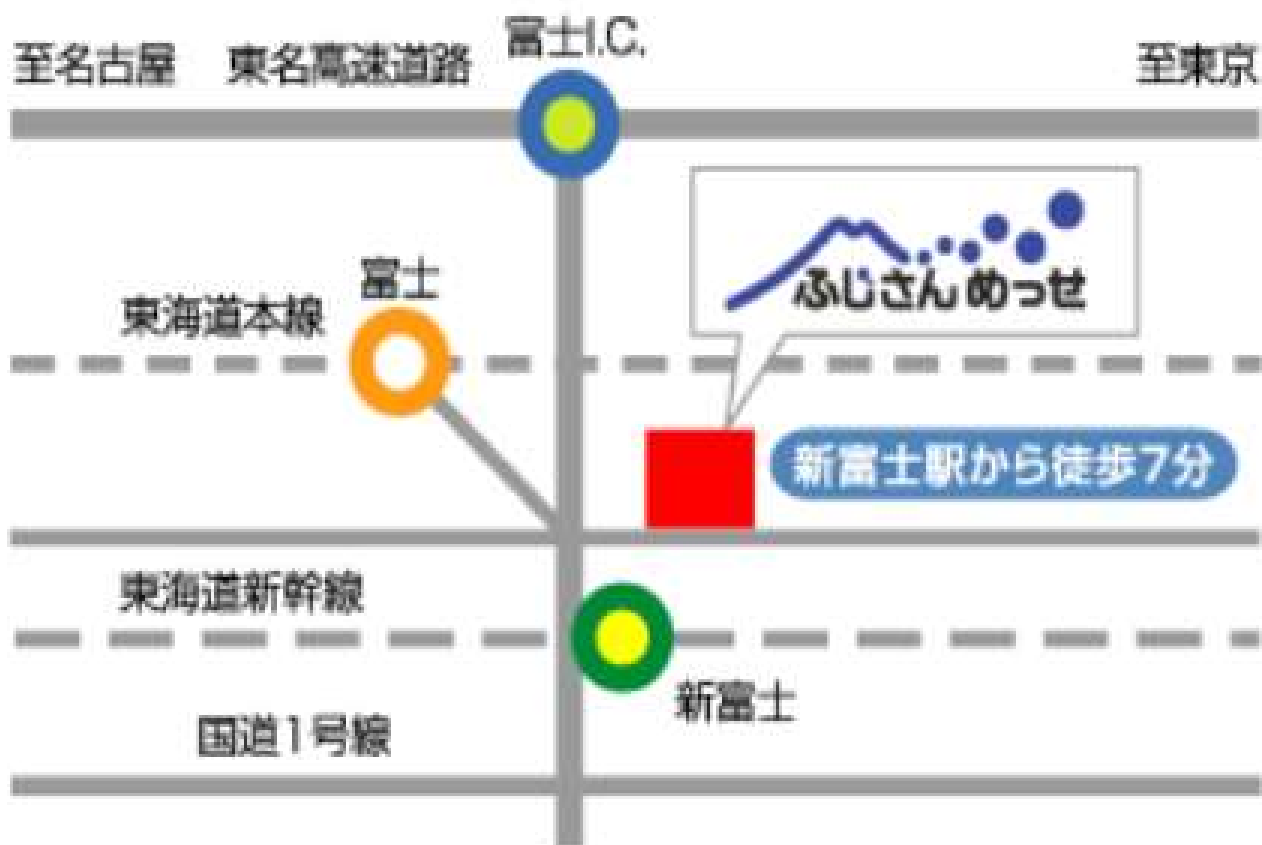 富士I.C.
至名古屋 東名高速道路 至東京
ふじさんめっせ
富士
東海道本線
新富士駅から徒歩7分
東海道新幹線
新富士
国道1号線